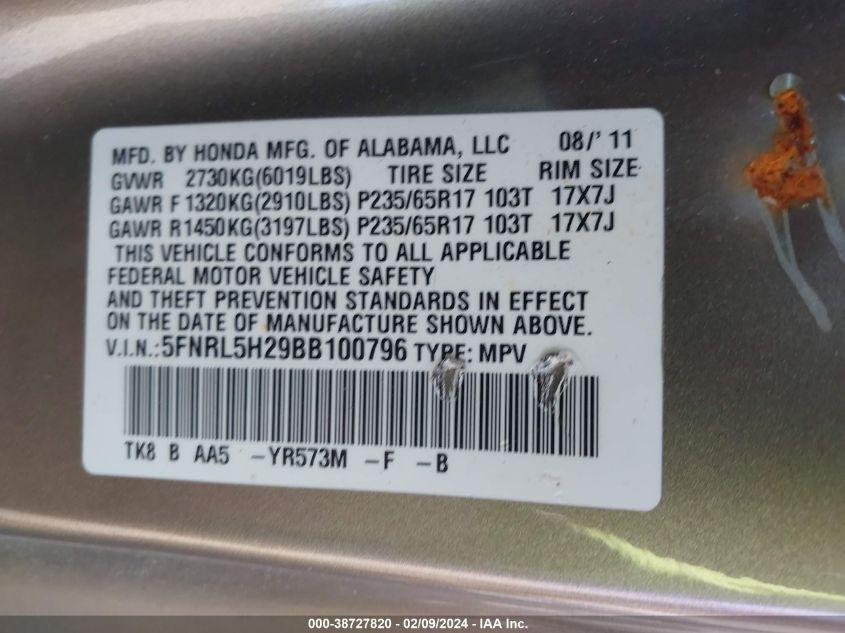 MFD. BY HONDA MFG. OF ALABAMA, LLC 08/'11
GVWR 2730KG(6019LBS) TIRE SIZE RIM SIZE
GAWR F 1320KG(2910LBS) P235/65R17 103T 17X7J
GAWR R1450KG(3197LBS) P235/65R17 103T 17X7J
THIS VEHICLE CONFORMS TO ALL APPLICABLE
FEDERAL MOTOR VEHICLE SAFETY
AND THEFT PREVENTION STANDARDS IN EFFECT
ON THE DATE OF MANUFACTURE SHOWN ABOVE.
V.I.N.:5FNRL5H29BB100796 TYPE: MPV
TK8 B AA5 -YR573M -F -B
000-38727820 - 02/09/2024 - IAA Inc.